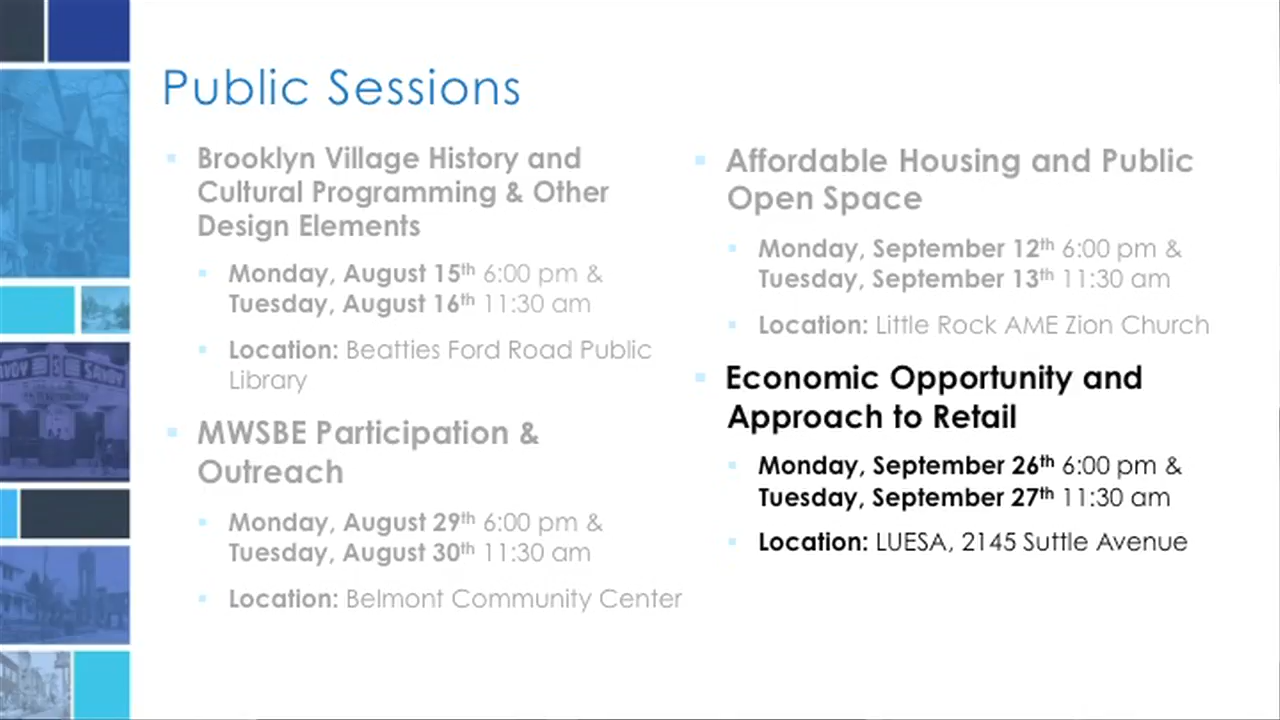 Public Sessions
Brooklyn Village History and
Cultural Programming & Other
Design Elements
Monday, August 15th 6:00 pm &
Tuesday, August 16th 11:30 am
Location: Beatties Ford Road Public
Library
MWSBE Participation &
Outreach
Monday, August 29th 6:00 pm &
Tuesday, August 30th 11:30 am
Location: Belmont Community Center
Affordable Housing and Public
Open Space
Monday, September 12th 6:00 pm &
Tuesday, September 13th 11:30 am
Location: Little Rock AME Zion Church
Economic Opportunity and
Approach to Retail
Monday, September 26th 6:00 pm &
Tuesday, September 27th 11:30 am
Location: LUESA, 2145 Suttle Avenue
SAVOY